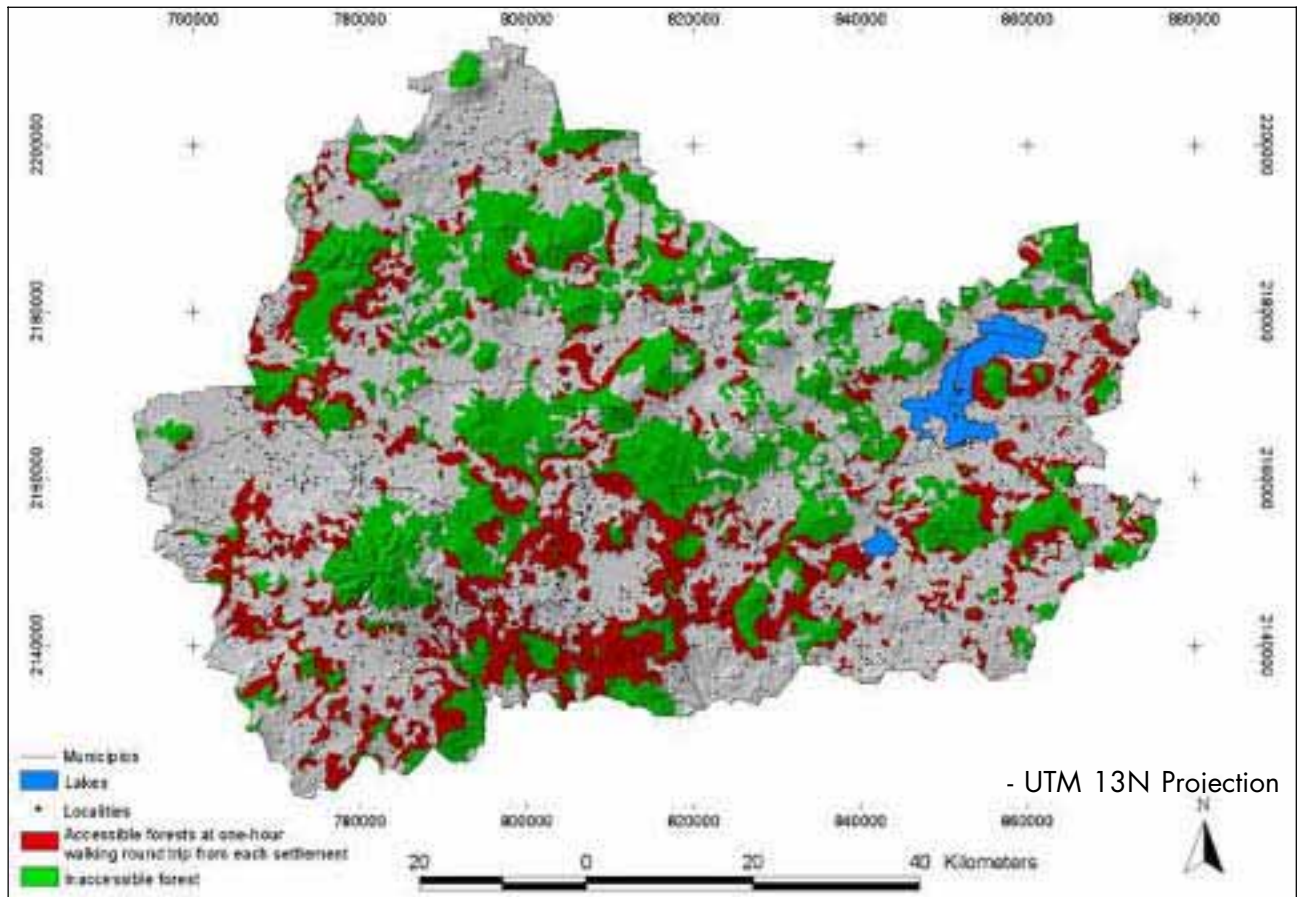 760000 780000 800000 820000 840000 860000 880000
2200000 2200000
2180000 2180000
2160000 2160000
2140000 2140000
Municipios
Lakes
- UTM 13N Projection
Localities
780000 800000 820000 840000 860000
N
Accessible forests at one-hour
walking round trip from each settlement
Inaccessible forest
20 0 20 40 Kilometers